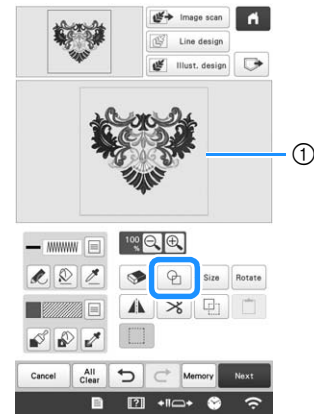 Image scan
Line design
Illust. design
①
100 %
Size
Rotate
Cancel
All Clear
Memory
Next